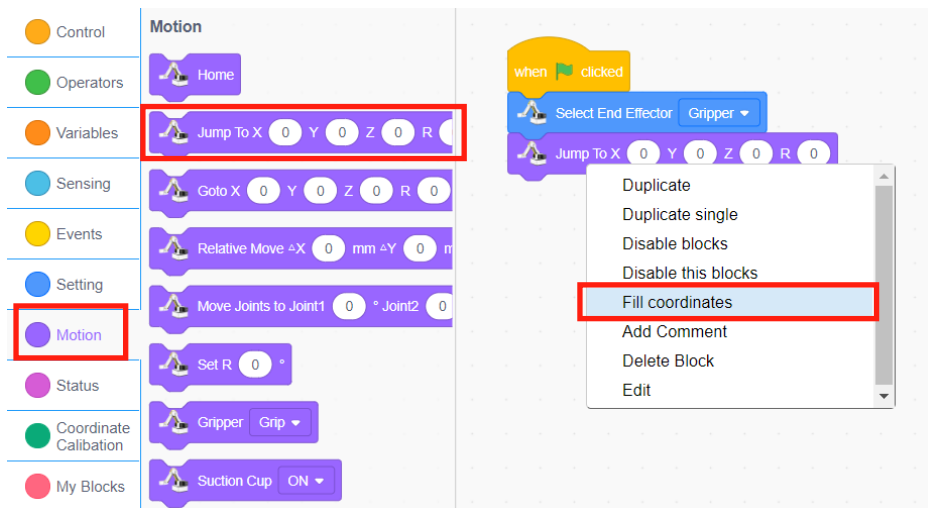 Control
Operators
Variables
Sensing
Events
Setting
Motion
Status
Coordinate
Calibation
My Blocks
Motion
Home
Jump To X 0 Y 0 Z 0 R
Goto X 0 Y 0 Z 0 R 0
Relative Move △X 0 mm △Y 0 m
Move Joints to Joint1 0 ° Joint2 0
Set R 0 °
Gripper Grip
Suction Cup ON
when clicked
Select End Effector Gripper
Jump To X 0 Y 0 Z 0 R 0
Duplicate
Duplicate single
Disable blocks
Disable this blocks
Fill coordinates
Add Comment
Delete Block
Edit